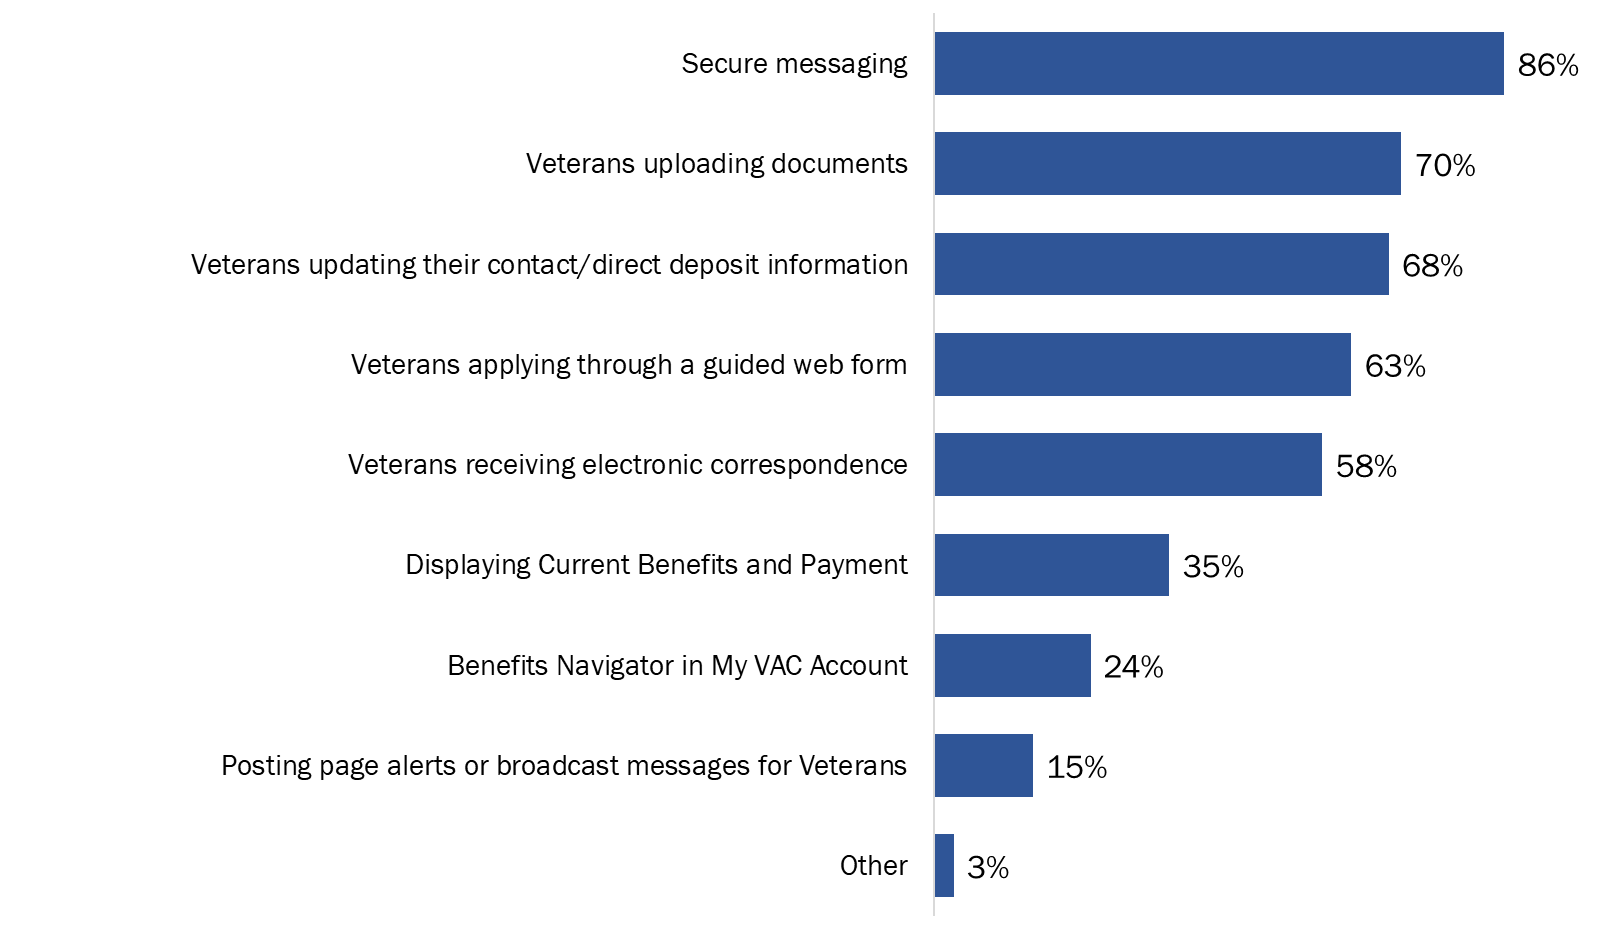 Secure messaging 86%
Veterans uploading documents 70%
Veterans updating their contact/direct deposit information 68%
Veterans applying through a guided web form 63%
Veterans receiving electronic correspondence 58%
Displaying Current Benefits and Payment 35%
Benefits Navigator in My VAC Account 24%
Posting page alerts or broadcast messages for Veterans 15%
Other 3%